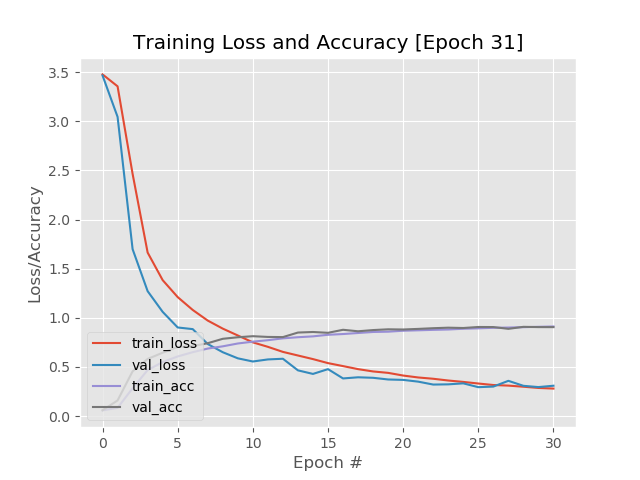 Training Loss and Accuracy [Epoch 31]
Loss/Accuracy
3.5
3.0
2.5
2.0
1.5
1.0
0.5
0.0
train_loss
val_loss
train_acc
val_acc
0 5 10 15 20 25 30
Epoch #